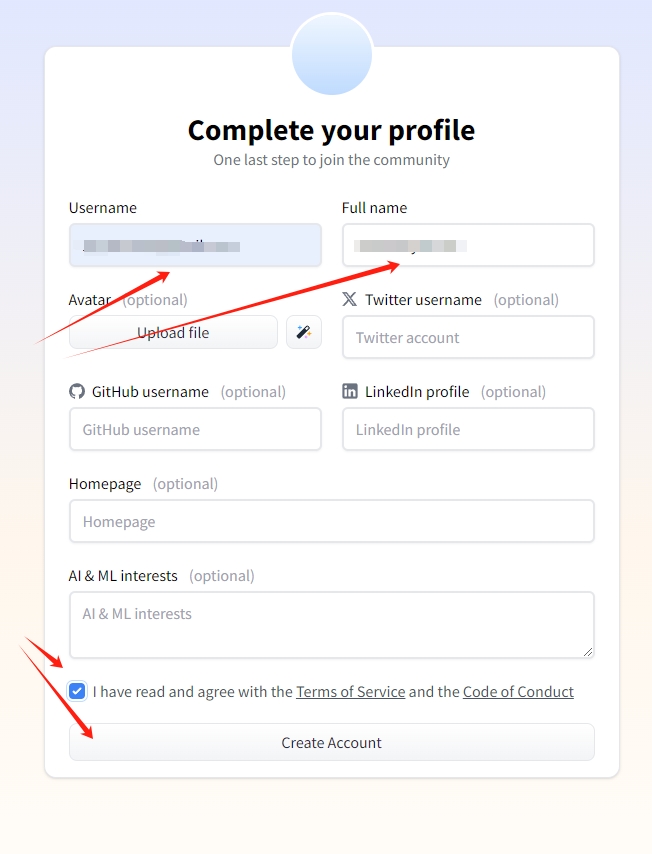 Complete your profile
One last step to join the community
Username
Full name
Avatar (optional)
Upload file
Twitter username (optional)
Twitter account
GitHub username (optional)
GitHub username
LinkedIn profile (optional)
LinkedIn profile
Homepage (optional)
Homepage
AI & ML interests (optional)
AI & ML interests
I have read and agree with the Terms of Service and the Code of Conduct
Create Account